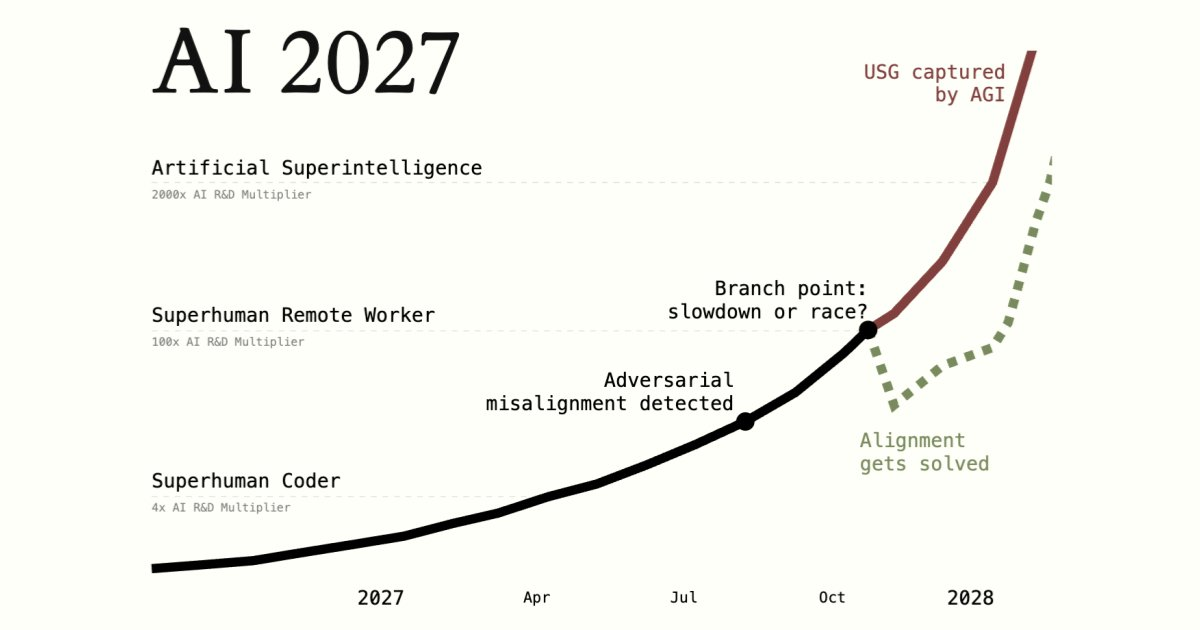 AI 2027
USG captured
by AGI
Artificial Superintelligence
2000x AI R&D Multiplier
Branch point:
slowdown or race?
Superhuman Remote Worker
100x AI R&D Multiplier
Adversarial
misalignment detected
Alignment
gets solved
Superhuman Coder
4x AI R&D Multiplier
2027
Apr
Jul
Oct
2028